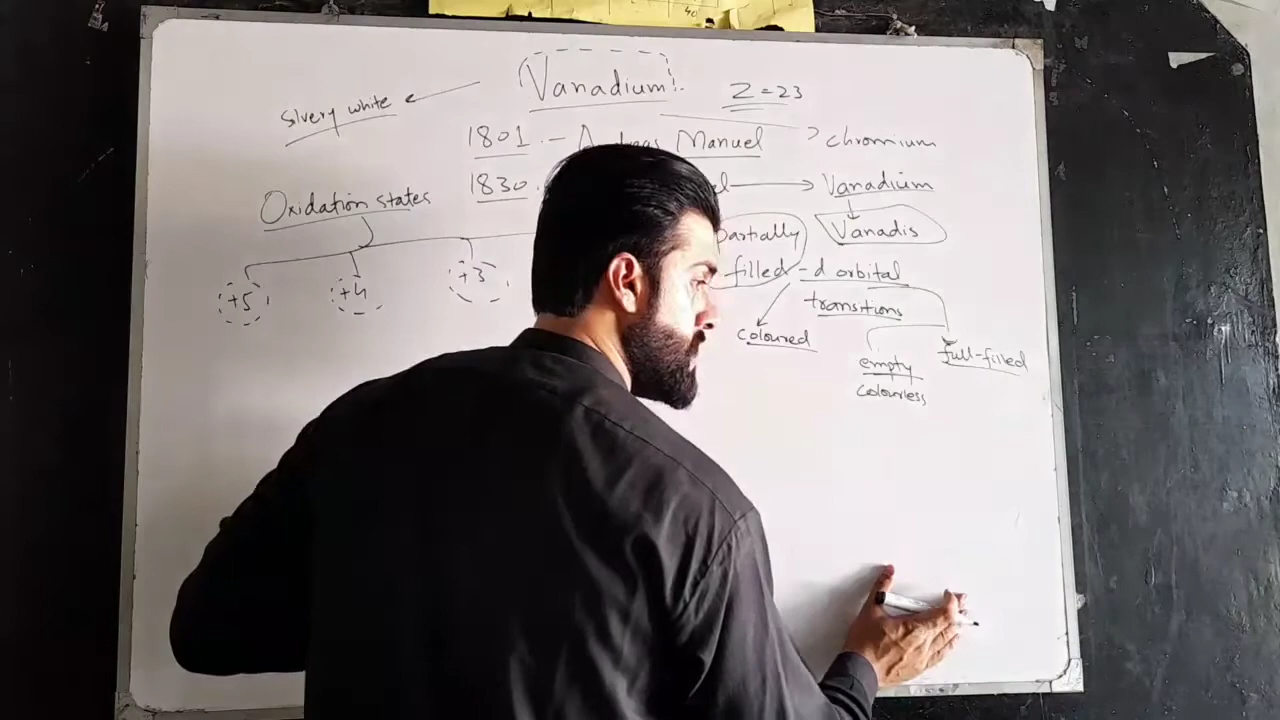 40
Vanadium
Z = 23
silvery white
1801 - Manuel
chromium
1830
Vanadium
Oxidation states
Partially
Vanadis
filled - d orbital
+5
+4
+3
transitions
coloured
empty
full-filled
colourless